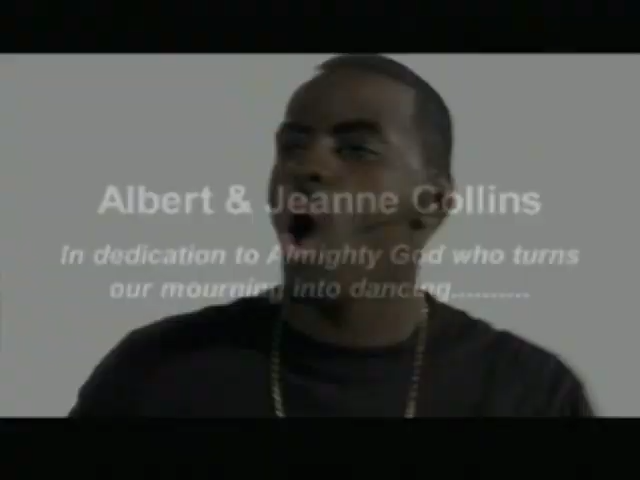 Albert & Jeanne Collins
In dedication to Almighty God who turns
our mourning into dancing..........